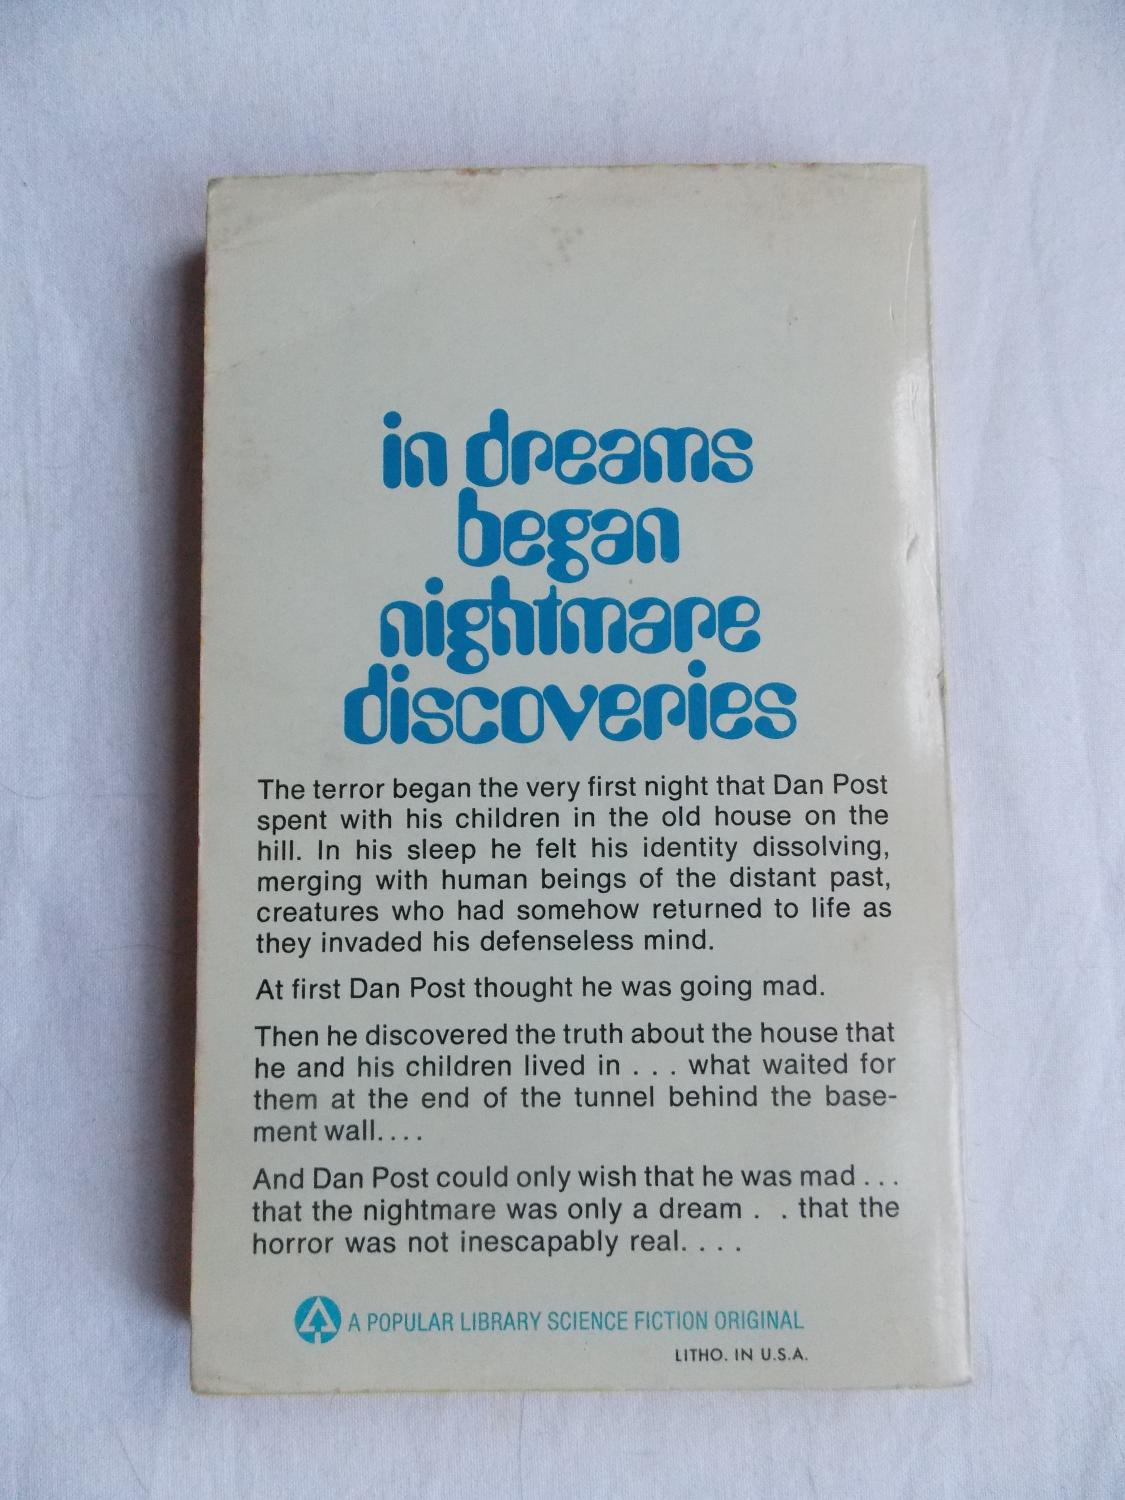 in dreams
began
nightmare
discoveries
The terror began the very first night that Dan Post
spent with his children in the old house on the
hill. In his sleep he felt his identity dissolving,
merging with human beings of the distant past,
creatures who had somehow returned to life as
they invaded his defenseless mind.
At first Dan Post thought he was going mad.
Then he discovered the truth about the house that
he and his children lived in . . . what waited for
them at the end of the tunnel behind the base-
ment wall. . . .
And Dan Post could only wish that he was mad . . .
that the nightmare was only a dream . . that the
horror was not inescapably real. . . .
A POPULAR LIBRARY SCIENCE FICTION ORIGINAL
LITHO. IN U.S.A.